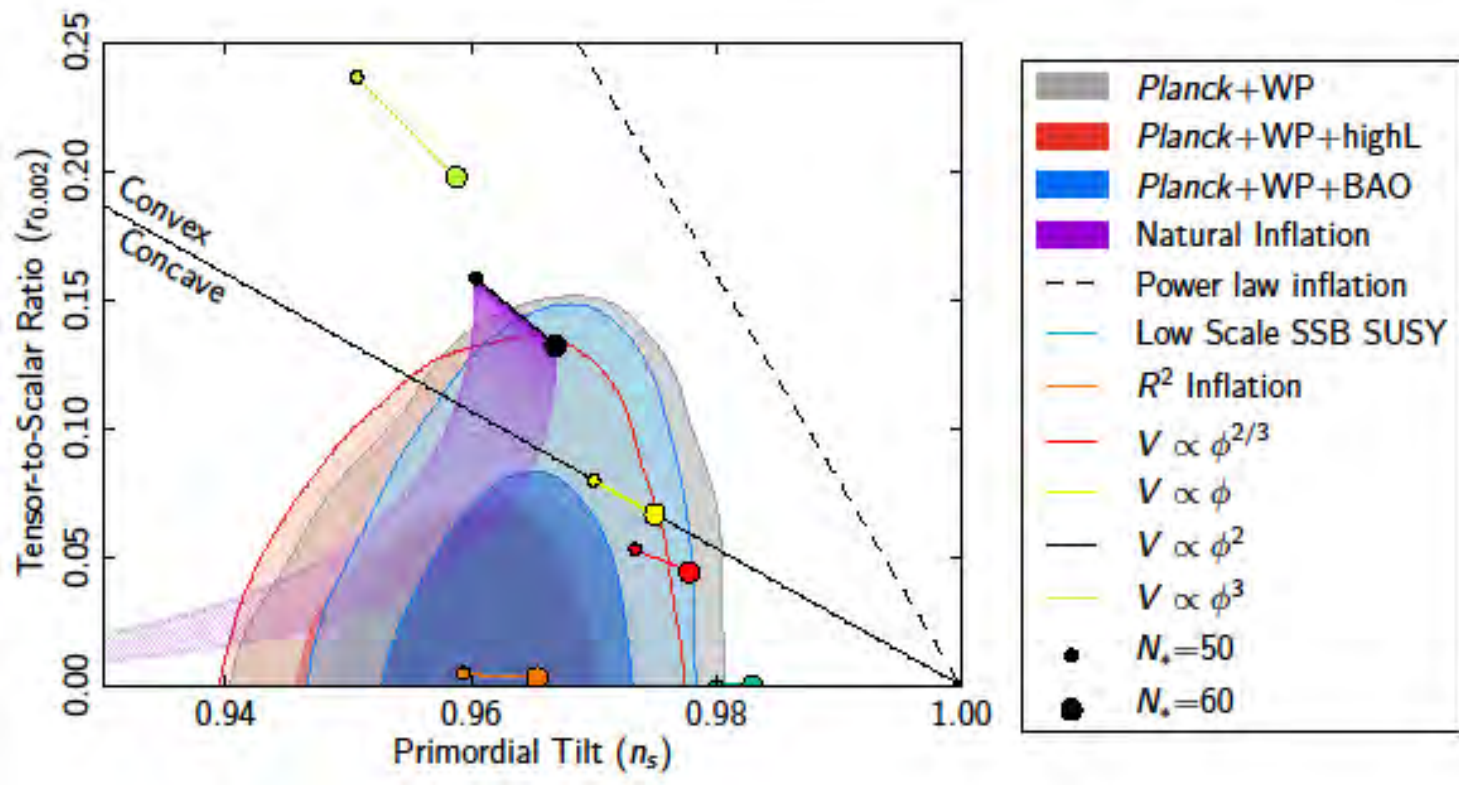 Tensor-to-Scalar Ratio (r0.002)
0.25
0.20
0.15
0.10
0.05
0.00
Convex
Concave
0.94
0.96
0.98
1.00
Primordial Tilt (ns)
Planck+WP
Planck+WP+highL
Planck+WP+BAO
Natural Inflation
Power law inflation
Low Scale SSB SUSY
R² Inflation
V ∝ ϕ^2/3
V ∝ ϕ
V ∝ ϕ²
V ∝ ϕ³
N*=50
N*=60